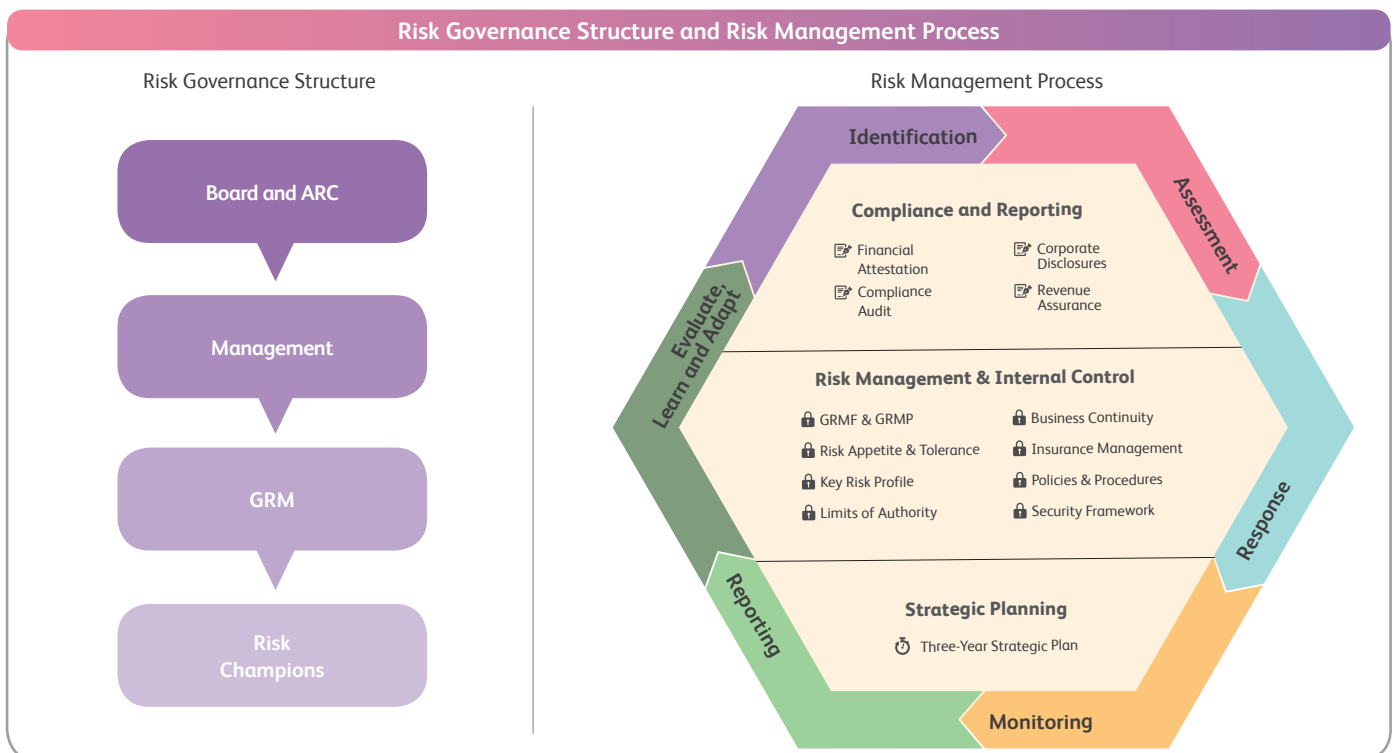 Risk Governance Structure and Risk Management Process
Risk Governance Structure
Board and ARC
Management
GRM
Risk
Champions
Risk Management Process
Identification
Assessment
Response
Monitoring
Reporting
Evaluate,
Learn and Adapt
Compliance and Reporting
Financial
Attestation
Compliance
Audit
Corporate
Disclosures
Revenue
Assurance
Risk Management & Internal Control
GRMF & GRMP
Risk Appetite & Tolerance
Key Risk Profile
Limits of Authority
Business Continuity
Insurance Management
Policies & Procedures
Security Framework
Strategic Planning
Three-Year Strategic Plan